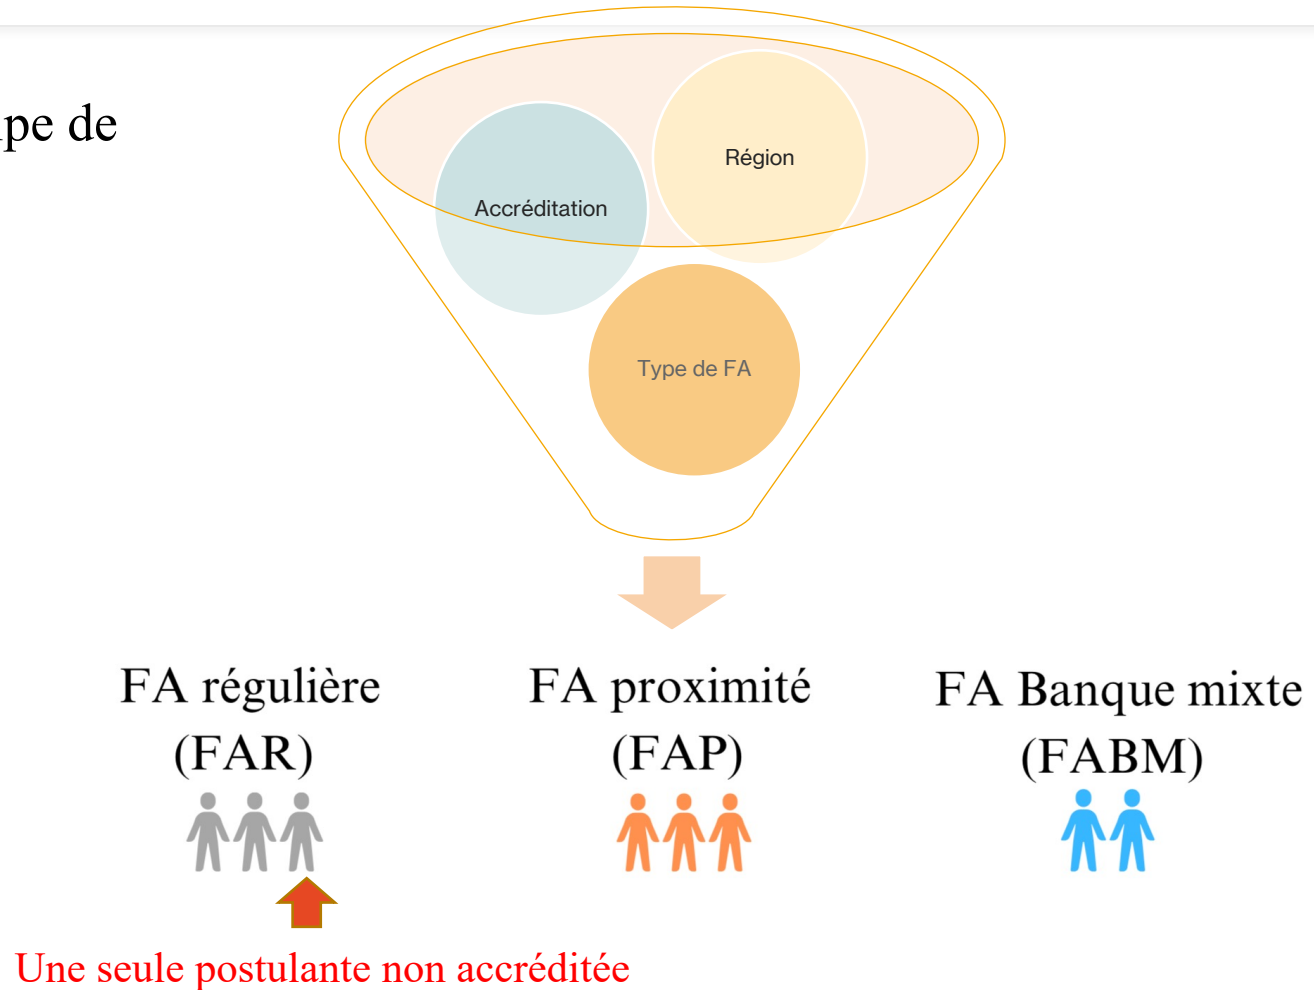 de
Région
Accréditation
Type de FA
FA régulière
(FAR)
FA proximité
(FAP)
FA Banque mixte
(FABM)
Une seule postulante non accréditée